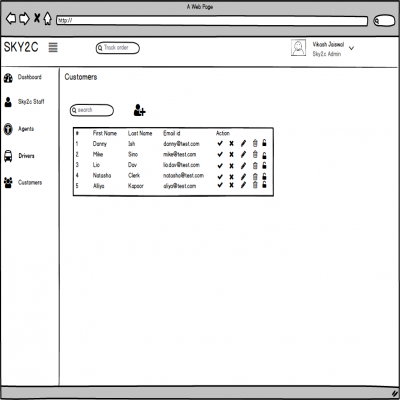 A Web Page
http://
SKY2C
Track order
Vikash Jaiswal
Sky2c Admin
Dashboard
Customers
Sky2c Staff
search
Agents
# First Name Last Name Email id Action
1 Danny Ish danny@test.com
2 Mike Sino mike@test.com
3 Lio Dav lio.dav@test.com
4 Natasha Clerk natasha@test.com
5 Alliya Kapoor aliya@test.com
Drivers
Customers